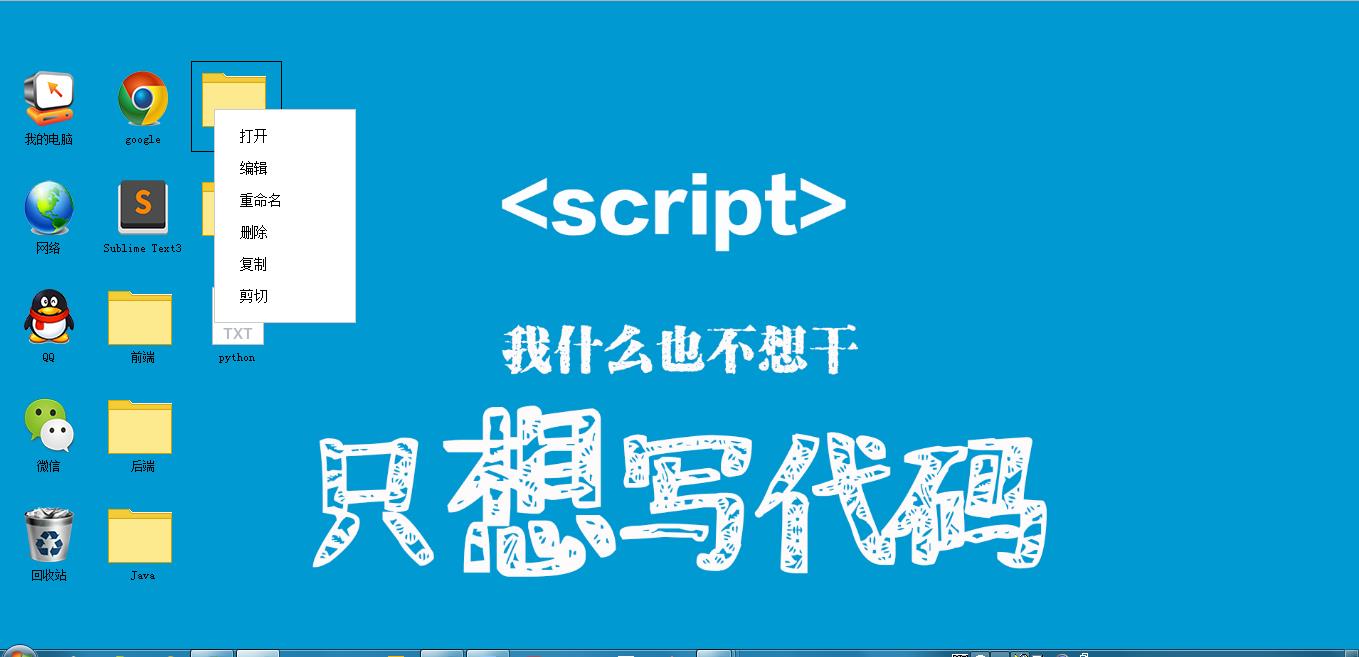 我的电脑
google
网络
Sublime Text3
QQ
前端
TXT
python
微信
后端
回收站
Java
打开
编辑
重命名
删除
复制
剪切
<script>
我什么也不想干
只想写代码